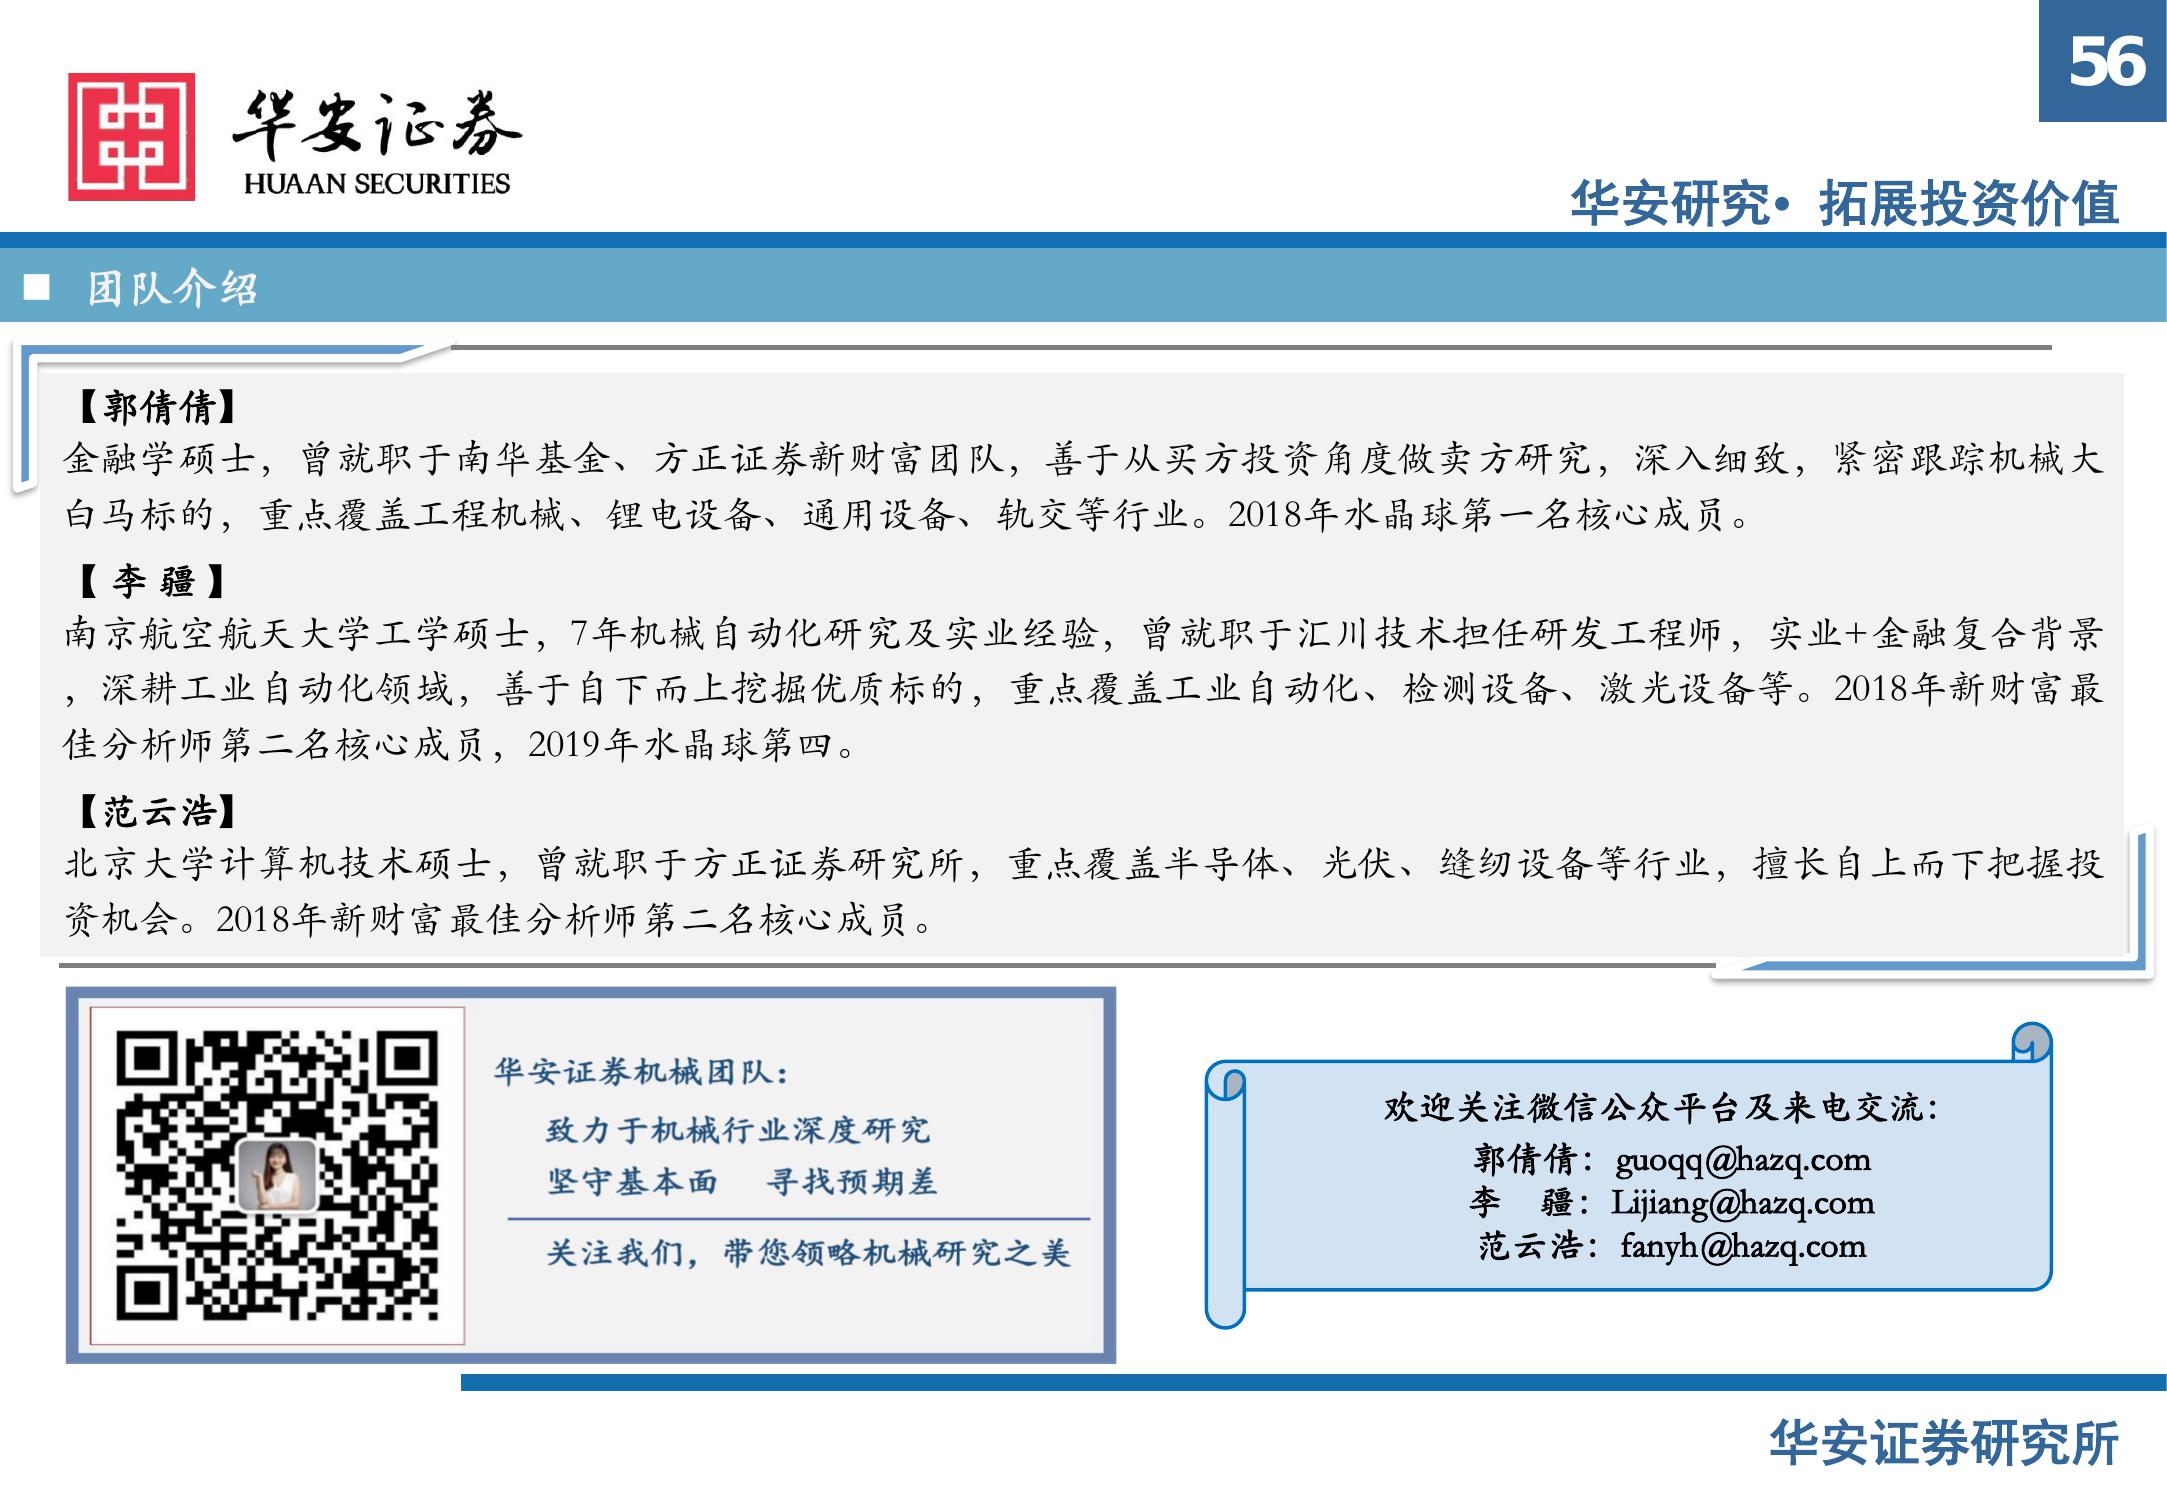 56
华安证券
HUAAN SECURITIES
华安研究• 拓展投资价值
团队介绍
【郭倩倩】
金融学硕士，曾就职于南华基金、方正证券新财富团队，善于从买方投资角度做卖方研究，深入细致，紧密跟踪机械大
白马标的，重点覆盖工程机械、锂电设备、通用设备、轨交等行业。2018年水晶球第一名核心成员。
【 李 疆 】
南京航空航天大学工学硕士，7年机械自动化研究及实业经验，曾就职于汇川技术担任研发工程师，实业+金融复合背景
，深耕工业自动化领域，善于自下而上挖掘优质标的，重点覆盖工业自动化、检测设备、激光设备等。2018年新财富最
佳分析师第二名核心成员，2019年水晶球第四。
【范云浩】
北京大学计算机技术硕士，曾就职于方正证券研究所，重点覆盖半导体、光伏、缝纫设备等行业，擅长自上而下把握投
资机会。2018年新财富最佳分析师第二名核心成员。
华安证券机械团队：
致力于机械行业深度研究
坚守基本面 寻找预期差
关注我们，带您领略机械研究之美
欢迎关注微信公众平台及来电交流：
郭倩倩：guoqq@hazq.com
李 疆：Lijiang@hazq.com
范云浩：fanyh@hazq.com
华安证券研究所